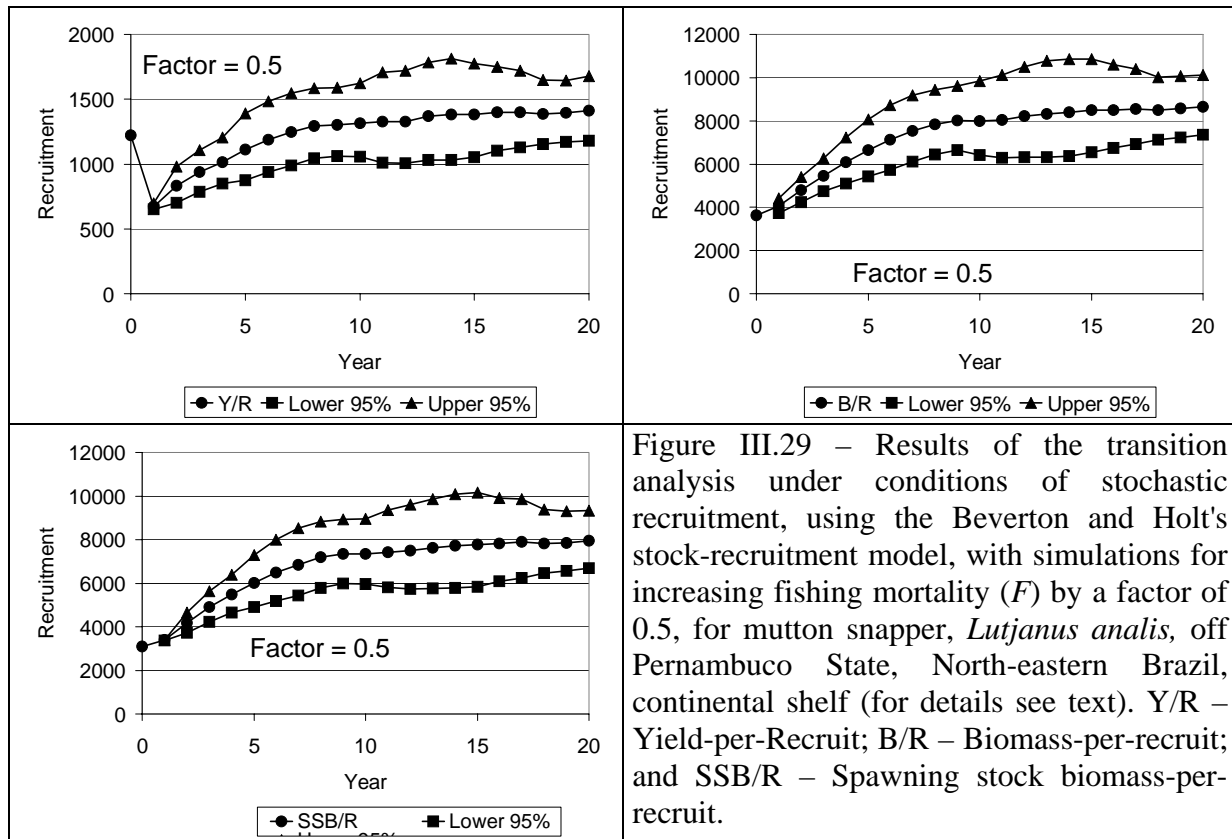 2000
1500
1000
500
0
Recruitment
Factor = 0.5
0 5 10 15 20
Year
Y/R Lower 95% Upper 95%
12000
10000
8000
6000
4000
2000
0
Recruitment
Factor = 0.5
0 5 10 15 20
Year
B/R Lower 95% Upper 95%
12000
10000
8000
6000
4000
2000
0
Recruitment
Factor = 0.5
0 5 10 15 20
Year
SSB/R Lower 95%
Figure III.29 – Results of the transition
analysis under conditions of stochastic
recruitment, using the Beverton and Holt's
stock-recruitment model, with simulations for
increasing fishing mortality (F) by a factor of
0.5, for mutton snapper, Lutjanus analis, off
Pernambuco State, North-eastern Brazil,
continental shelf (for details see text). Y/R –
Yield-per-Recruit; B/R – Biomass-per-recruit;
and SSB/R – Spawning stock biomass-per-
recruit.